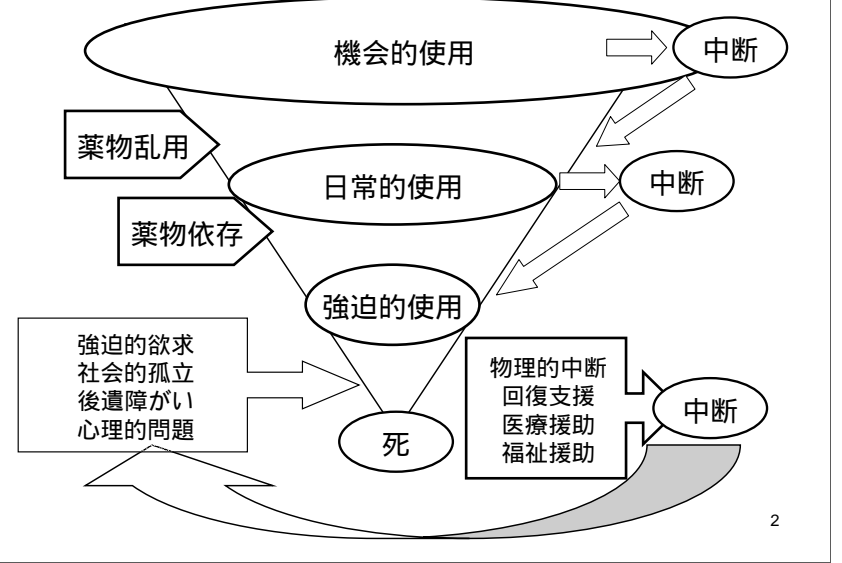 機会的使用
中断
薬物乱用
日常的使用
中断
薬物依存
強迫的使用
強迫的欲求
社会的孤立
後遺障がい
心理的問題
物理的中断
回復支援
医療援助
福祉援助
中断
死
2